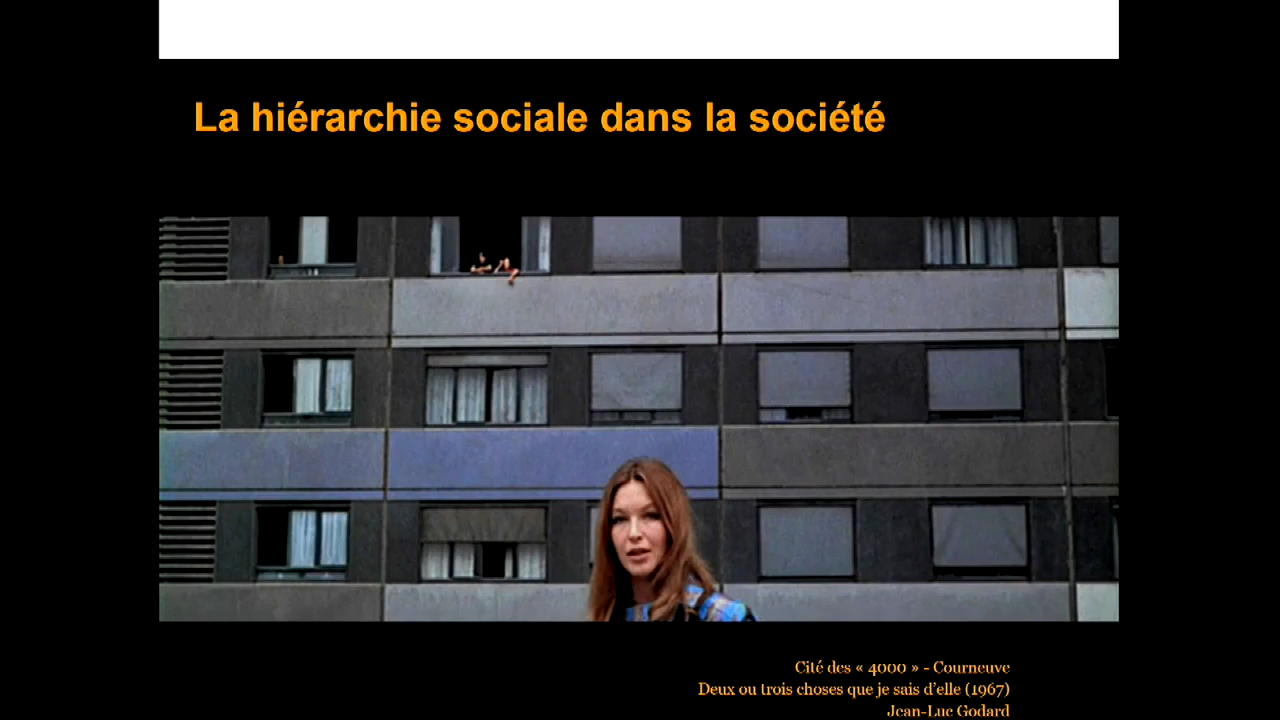 La hiérarchie sociale dans la société
Cité des « 4000 » - Courneuve
Deux ou trois choses que je sais d'elle (1967)
Jean-Luc Godard